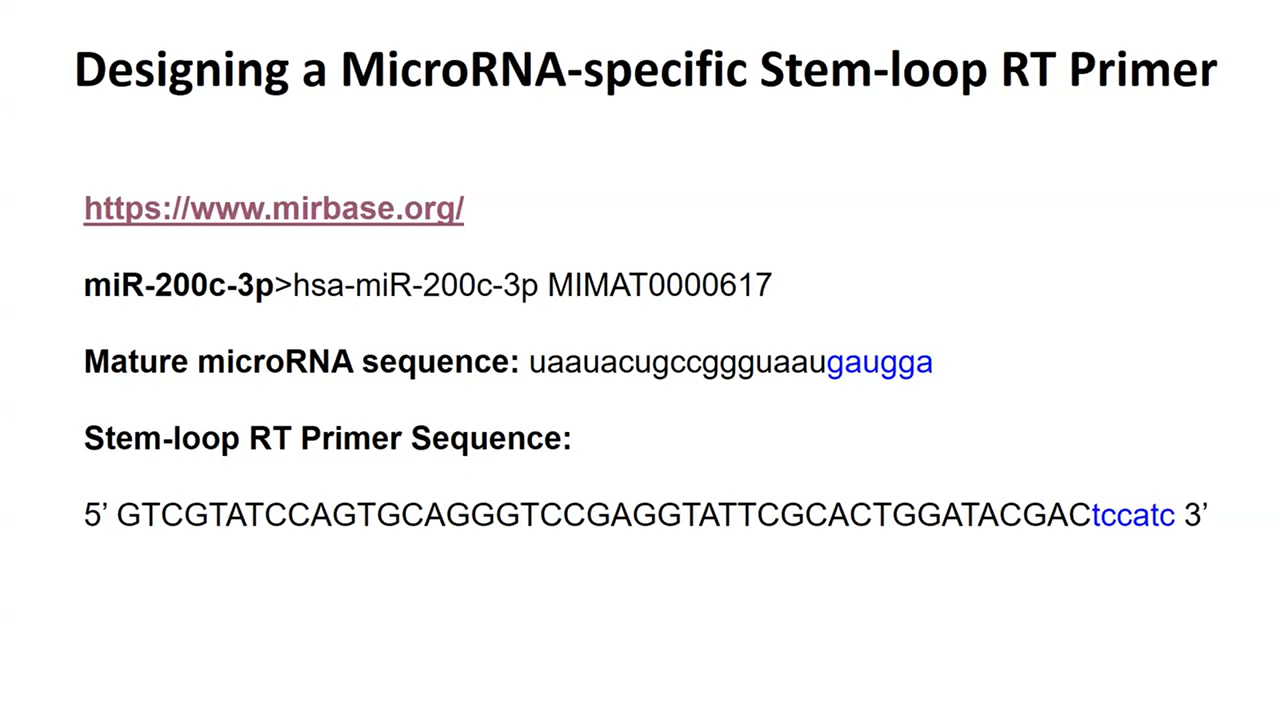 Designing a MicroRNA-specific Stem-loop RT Primer
https://www.mirbase.org/
miR-200c-3p>hsa-miR-200c-3p MIMAT0000617
Mature microRNA sequence: uaauacugccggguaaugaugga
Stem-loop RT Primer Sequence:
5’ GTCGTATCCAGTGCAGGGTCCGAGGTATTCGCACTGGATACGACtccatc 3’